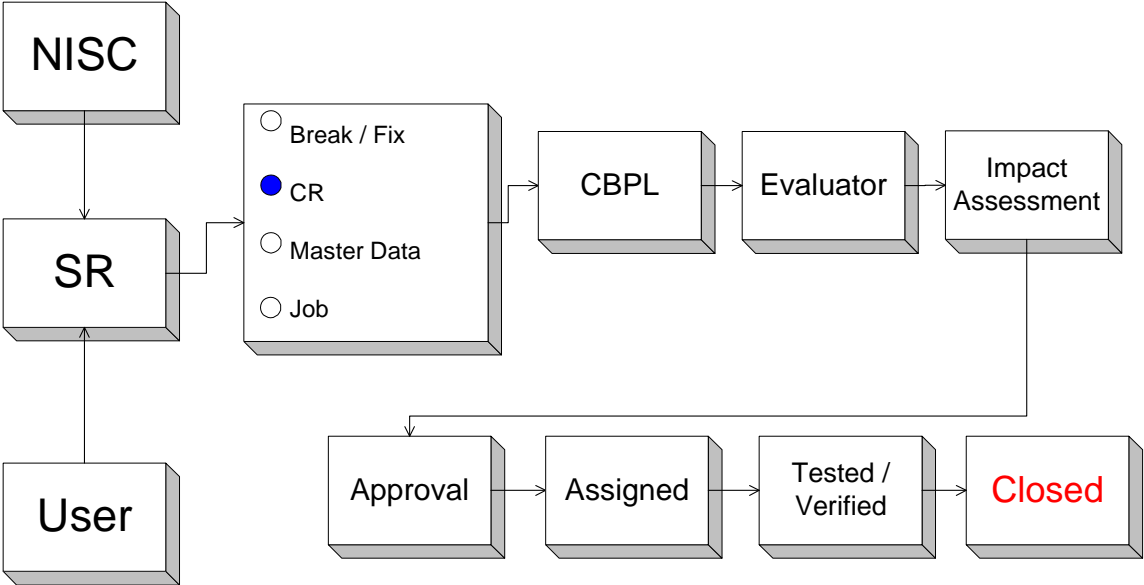 NISC
SR
User
Break / Fix
CR
Master Data
Job
CBPL
Evaluator
Impact
Assessment
Approval
Assigned
Tested /
Verified
Closed